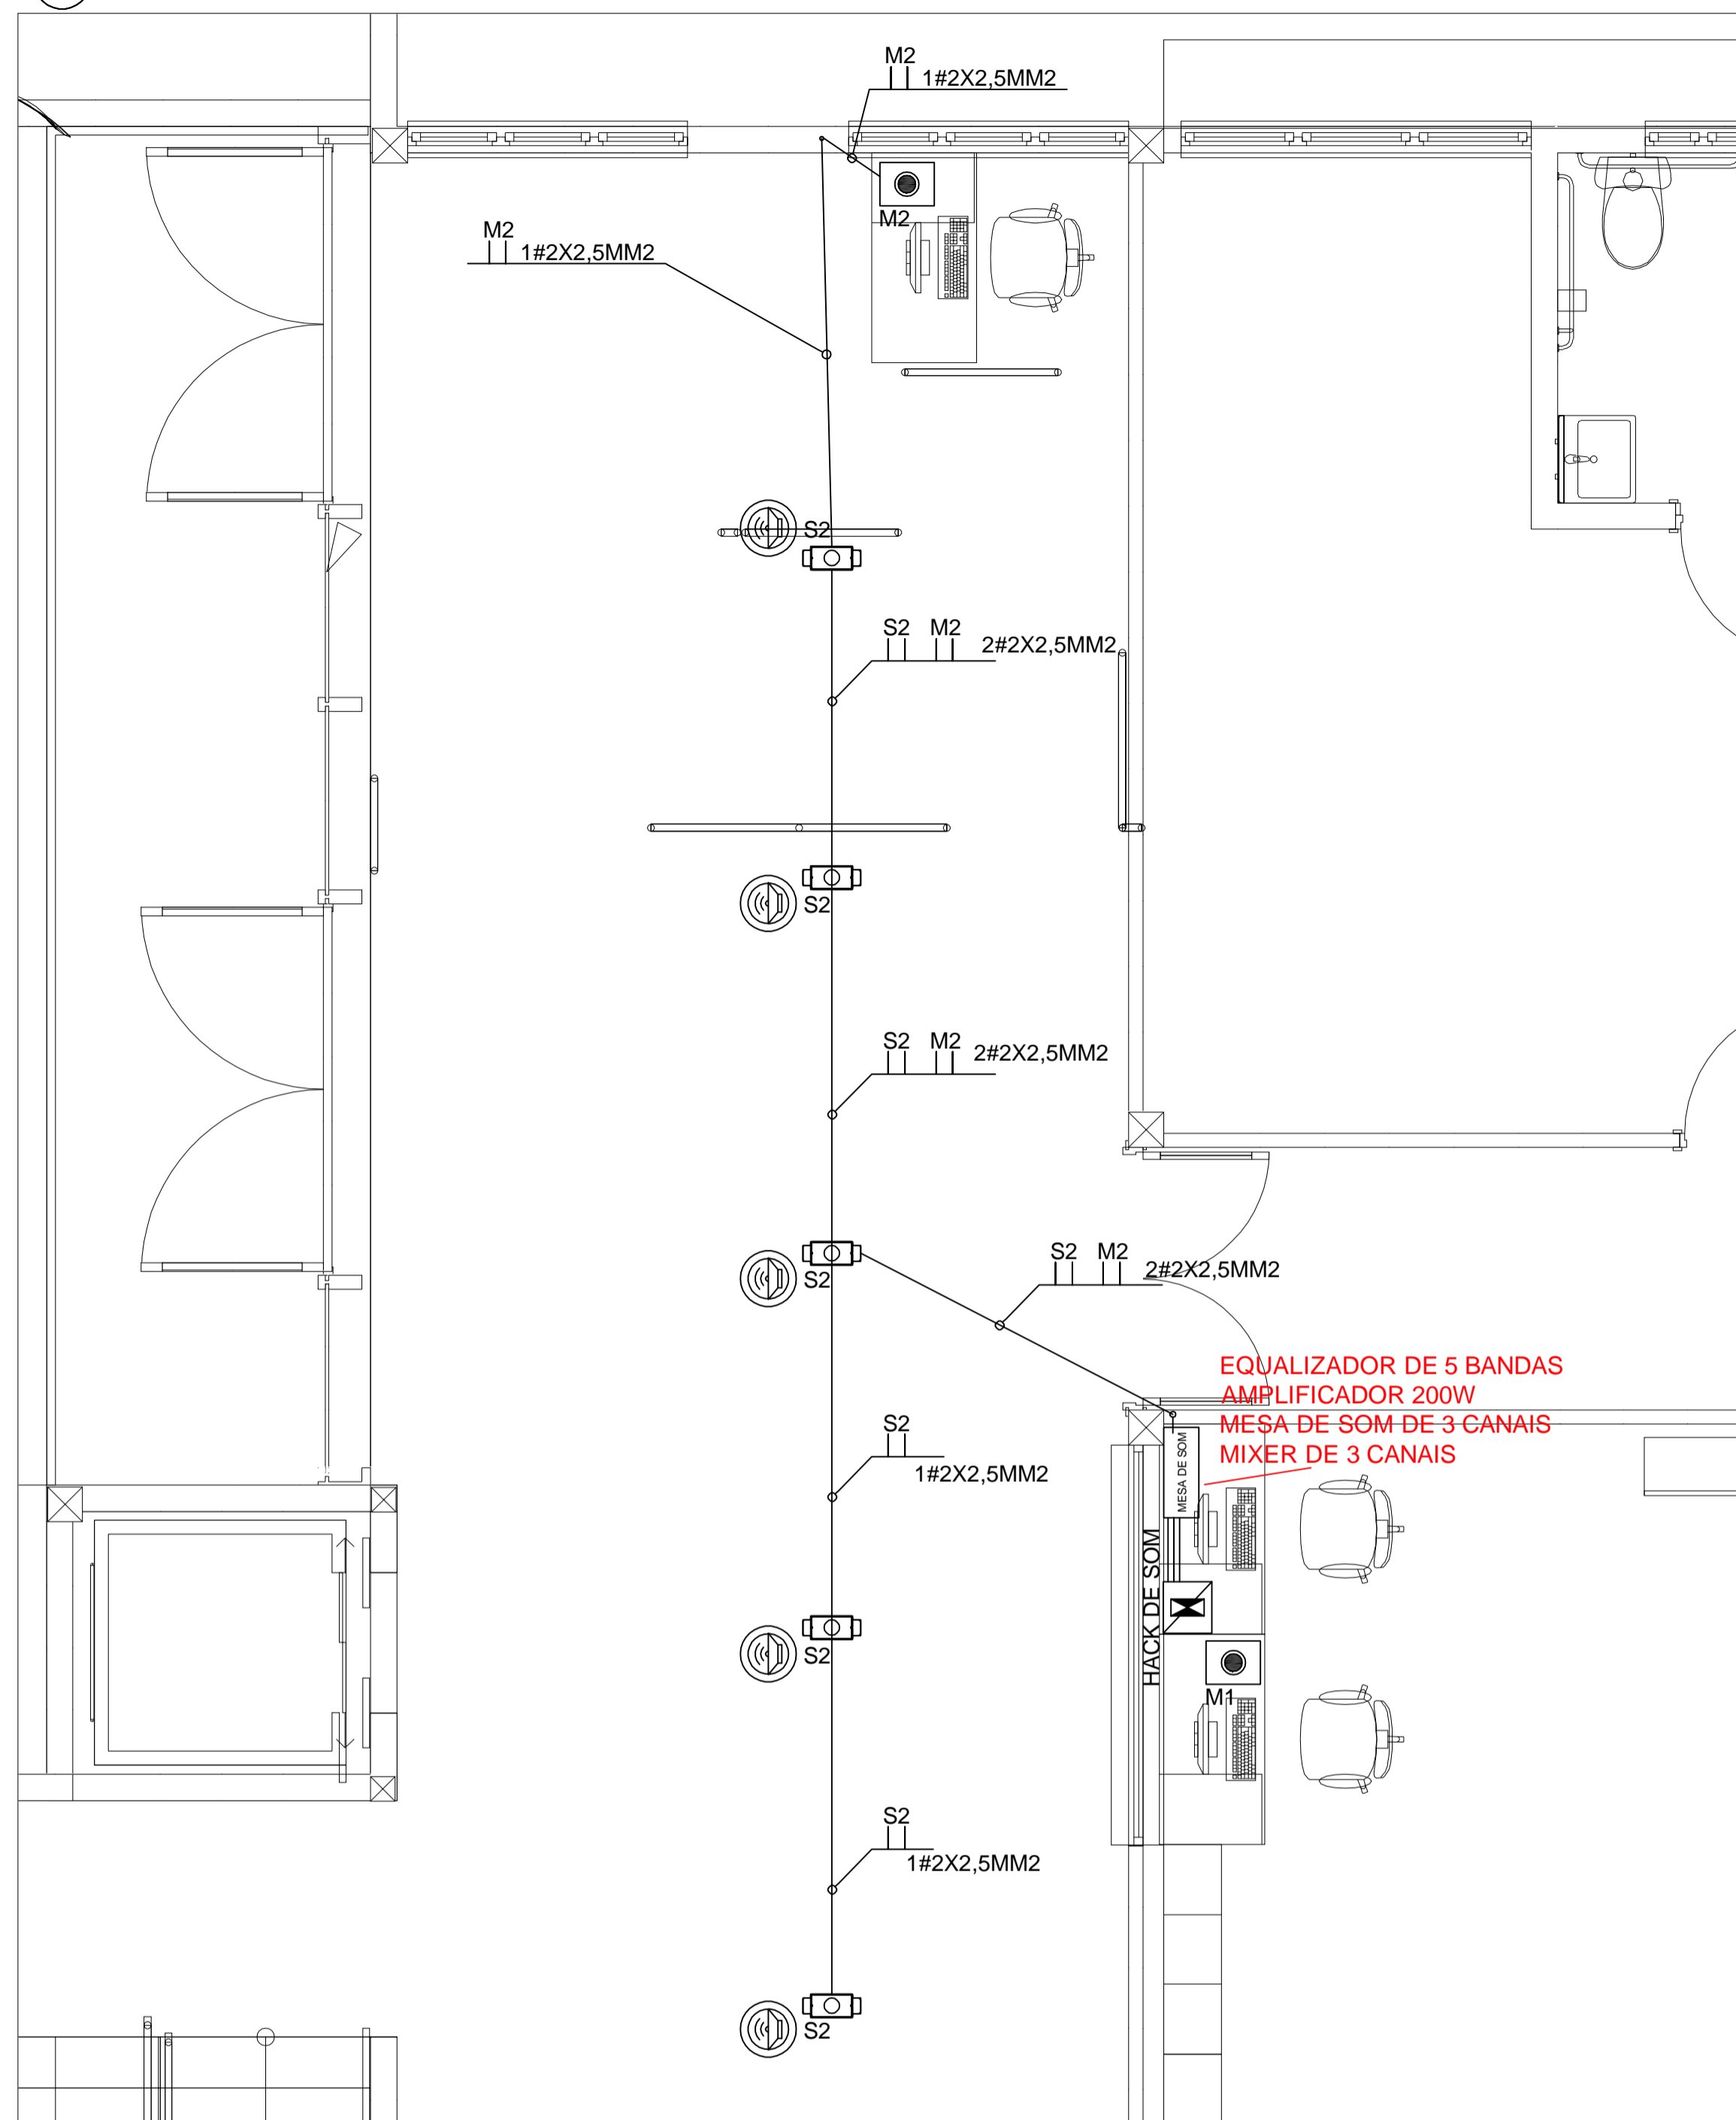 M2
1#2X2,5MM2
M2
M2
1#2X2,5MM2
S2
S2 M2 2#2X2,5MM2
S2
S2 M2 2#2X2,5MM2
S2 M2 2#2X2,5MM2
S2
EQUALIZADOR DE 5 BANDAS
AMPLIFICADOR 200W
MESA DE SOM DE 3 CANAIS
MIXER DE 3 CANAIS
S2
1#2X2,5MM2
MESA DE SOM
HACK DE SOM
S2
M1
S2
1#2X2,5MM2
S2